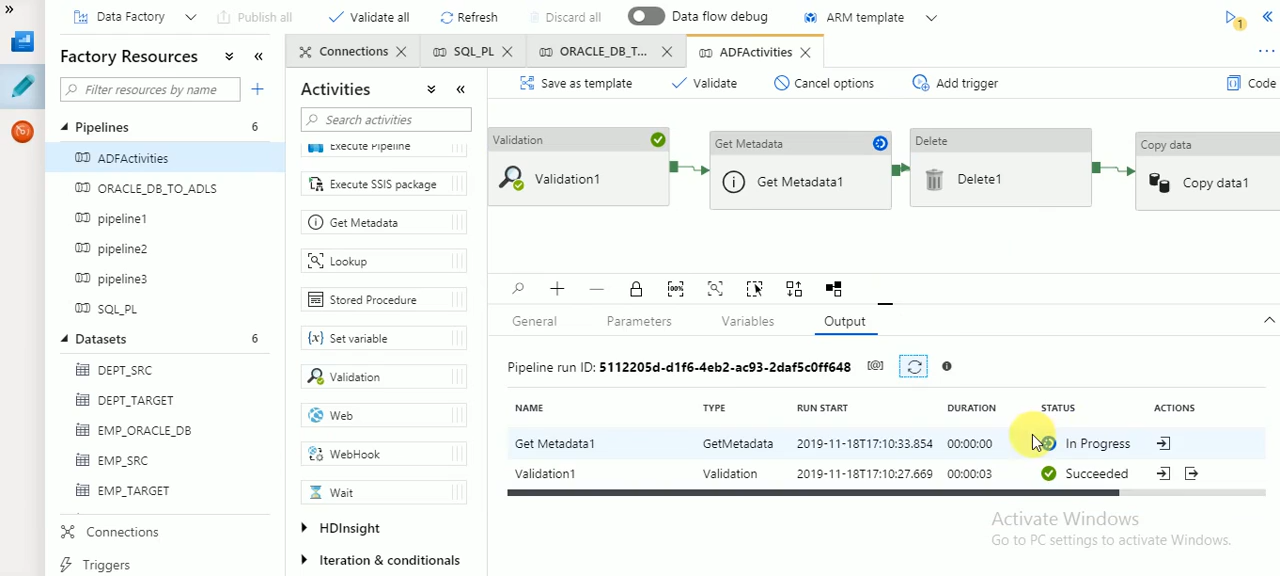 Data Factory
Publish all
Validate all
Refresh
Discard all
Data flow debug
ARM template
1
Factory Resources
Filter resources by name
Pipelines 6
ADFActivities
ORACLE_DB_TO_ADLS
pipeline1
pipeline2
pipeline3
SQL_PL
Datasets 6
DEPT_SRC
DEPT_TARGET
EMP_ORACLE_DB
EMP_SRC
EMP_TARGET
Connections
Triggers
Connections
SQL_PL
ORACLE_DB_T...
ADFActivities
Activities
Search activities
Execute Pipeline
Execute SSIS package
Get Metadata
Lookup
Stored Procedure
{x} Set variable
Validation
Web
WebHook
Wait
HDInsight
Iteration & conditionals
Save as template
Validate
Cancel options
Add trigger
Code
Validation
Validation1
Get Metadata
Get Metadata1
Delete
Delete1
Copy data
Copy data1
100%
General Parameters Variables Output
Pipeline run ID: 5112205d-d1f6-4eb2-ac93-2daf5c0ff648 [@]
NAME TYPE RUN START DURATION STATUS ACTIONS
Get Metadata1 GetMetadata 2019-11-18T17:10:33.854 00:00:00 In Progress
Validation1 Validation 2019-11-18T17:10:27.669 00:00:03 Succeeded
Activate Windows
Go to PC settings to activate Windows.